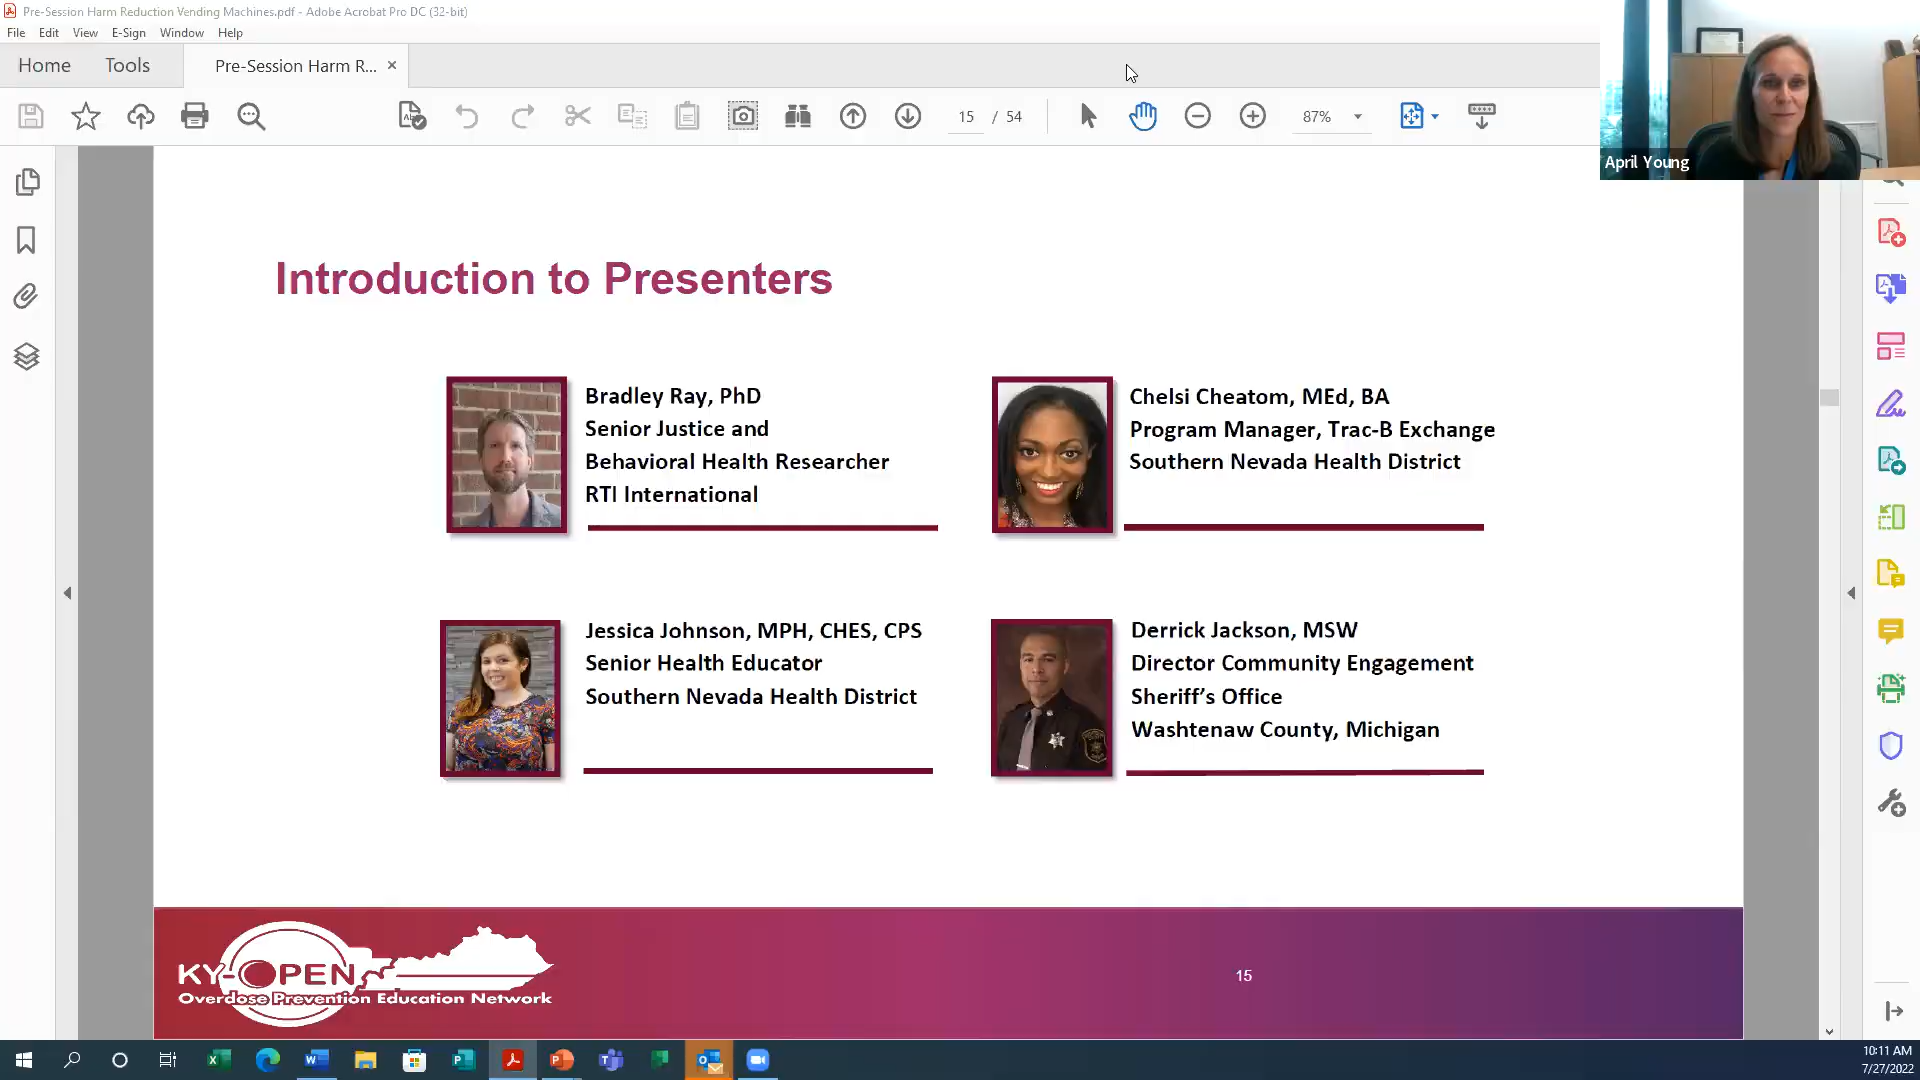 Pre-Session Harm Reduction Vending Machines.pdf - Adobe Acrobat Pro DC (32-bit)
File Edit View E-Sign Window Help
Home Tools Pre-Session Harm R... ×
15 / 54 87%
April Young
Introduction to Presenters
Bradley Ray, PhD
Senior Justice and
Behavioral Health Researcher
RTI International
Chelsi Cheatom, MEd, BA
Program Manager, Trac-B Exchange
Southern Nevada Health District
Jessica Johnson, MPH, CHES, CPS
Senior Health Educator
Southern Nevada Health District
Derrick Jackson, MSW
Director Community Engagement
Sheriff's Office
Washtenaw County, Michigan
KY-OPEN
Overdose Prevention Education Network
15
10:11 AM
7/27/2022